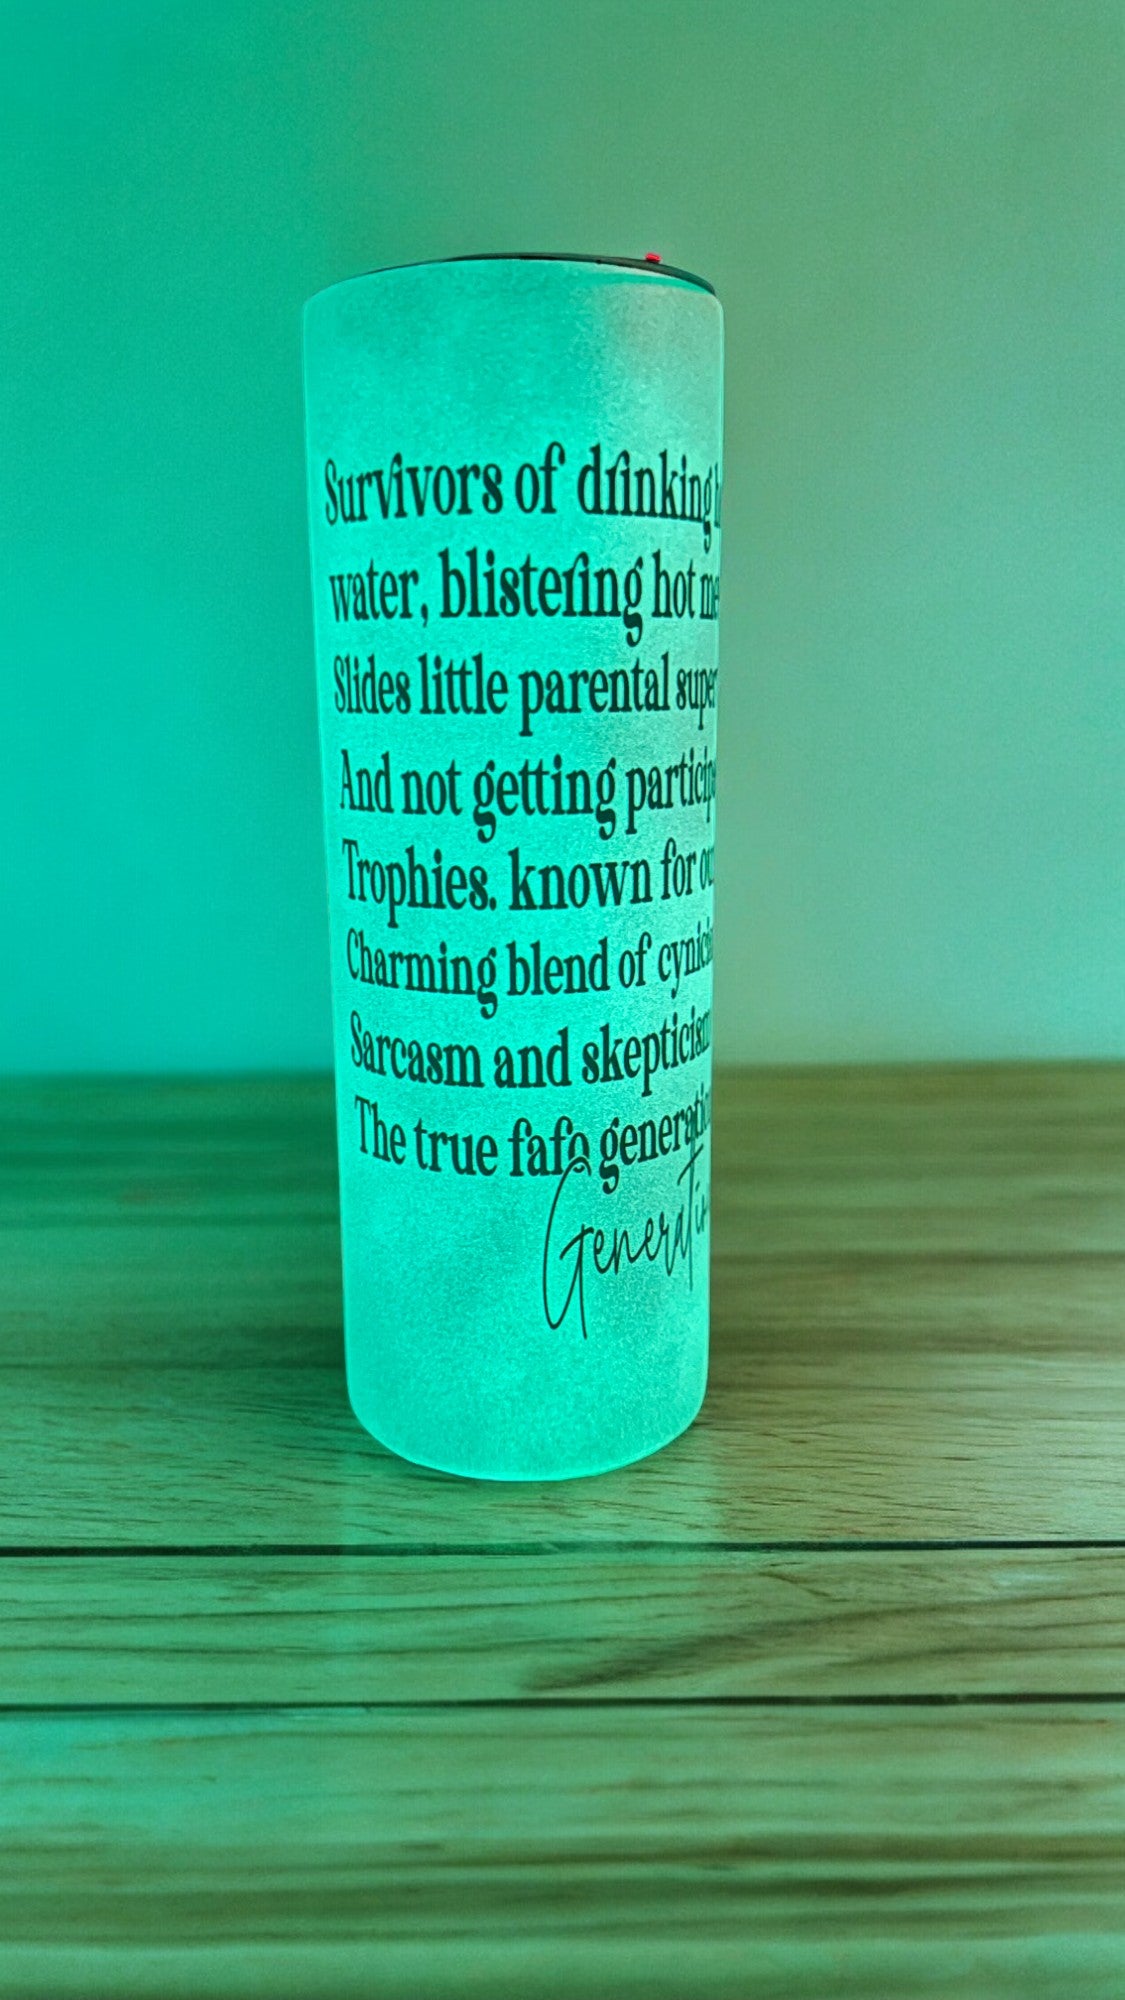 Survivors of drinking
water, blistering hot
Slides little parental
And not getting
Trophies. known for
Charming blend of
Sarcasm and skepticism
The true fafo